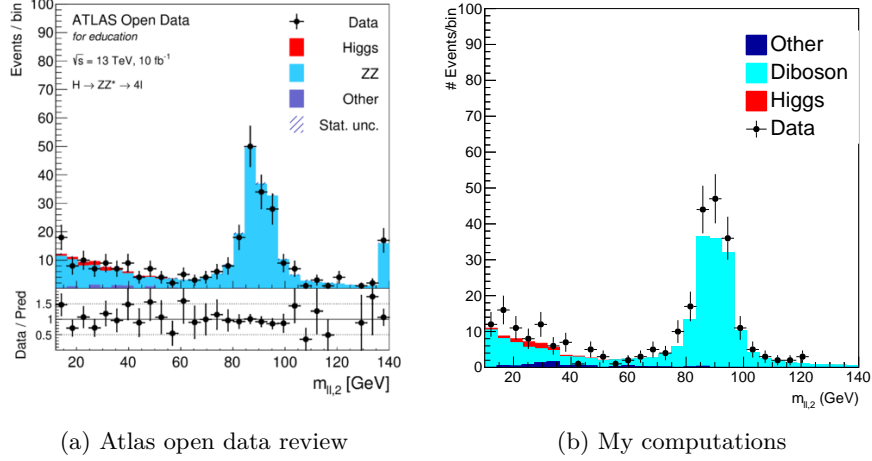 Events / bin
100
90
80
70
60
50
40
30
20
10
ATLAS Open Data
for education
√s = 13 TeV, 10 fb⁻¹
H → ZZ* → 4l
Data
Higgs
ZZ
Other
Stat. unc.
Data / Pred
1.5
1
0.5
20 40 60 80 100 120 140
m_ll,2 [GeV]
(a) Atlas open data review
# Events/bin
100
90
80
70
60
50
40
30
20
10
0
Other
Diboson
Higgs
Data
20 40 60 80 100 120 140
m_ll,2 (GeV)
(b) My computations